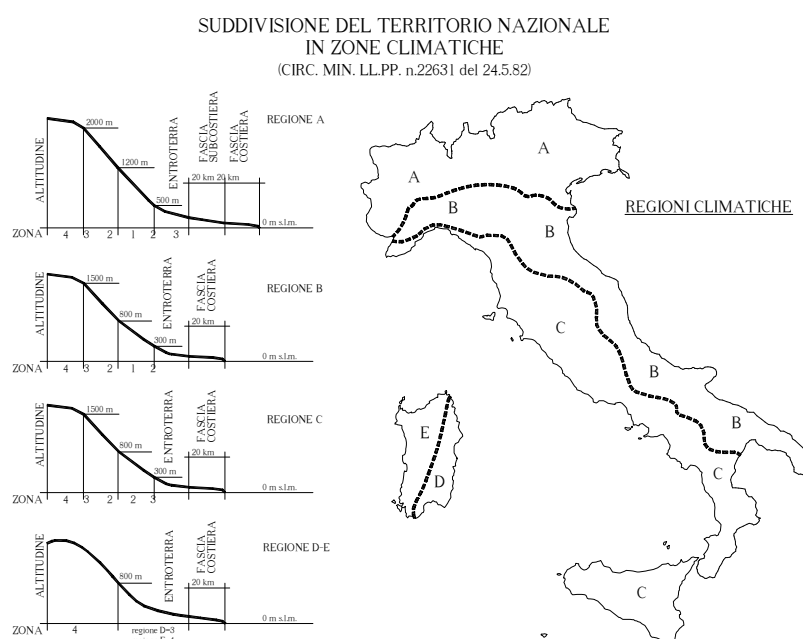 SUDDIVISIONE DEL TERRITORIO NAZIONALE
IN ZONE CLIMATICHE
(CIRC. MIN. LL.PP. n.22631 del 24.5.82)
ALTITUDINE
2000 m
1200 m
500 m
ENTROTERRA
FASCIA
SUBCOSTIERA
FASCIA
COSTIERA
20 km 20 km
REGIONE A
0 m s.l.m.
ZONA 4 3 2 1 2 3
ALTITUDINE
1500 m
800 m
300 m
ENTROTERRA
FASCIA
COSTIERA
20 km
REGIONE B
0 m s.l.m.
ZONA 4 3 2 1 2
ALTITUDINE
1500 m
800 m
300 m
ENTROTERRA
FASCIA
COSTIERA
20 km
REGIONE C
0 m s.l.m.
ZONA 4 3 2 2 3
ALTITUDINE
800 m
ENTROTERRA
FASCIA
COSTIERA
20 km
REGIONE D-E
0 m s.l.m.
ZONA 4 regione D=3
REGIONI CLIMATICHE
A
A
B
B
C
B
B
E
D
C
C